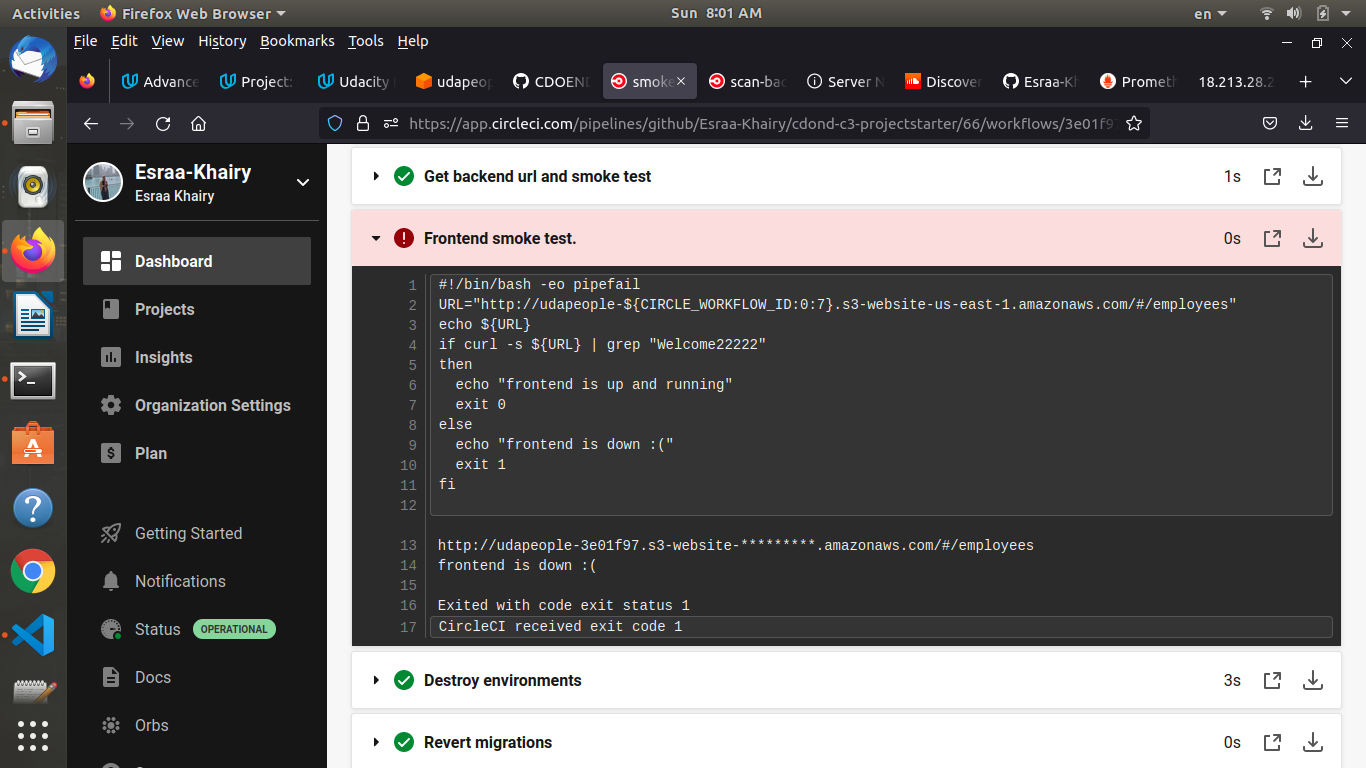 Activities Firefox Web Browser Sun 8:01 AM en
File Edit View History Bookmarks Tools Help
Advance Project: Udacity udapeop CDOEND smoke scan-bac Server N Discover Esraa-Kh Prometh 18.213.28.2
https://app.circleci.com/pipelines/github/Esraa-Khairy/cdond-c3-projectstarter/66/workflows/3e01f97
Esraa-Khairy
Esraa Khairy
Dashboard
Projects
Insights
Organization Settings
Plan
Getting Started
Notifications
Status OPERATIONAL
Docs
Orbs
Get backend url and smoke test 1s
Frontend smoke test. 0s
1 #!/bin/bash -eo pipefail
2 URL="http://udapeople-${CIRCLE_WORKFLOW_ID:0:7}.s3-website-us-east-1.amazonaws.com/#/employees"
3 echo ${URL}
4 if curl -s ${URL} | grep "Welcome22222"
5 then
6   echo "frontend is up and running"
7   exit 0
8 else
9   echo "frontend is down :("
10   exit 1
11 fi
12
13 http://udapeople-3e01f97.s3-website-*********.amazonaws.com/#/employees
14 frontend is down :(
15
16 Exited with code exit status 1
17 CircleCI received exit code 1
Destroy environments 3s
Revert migrations 0s